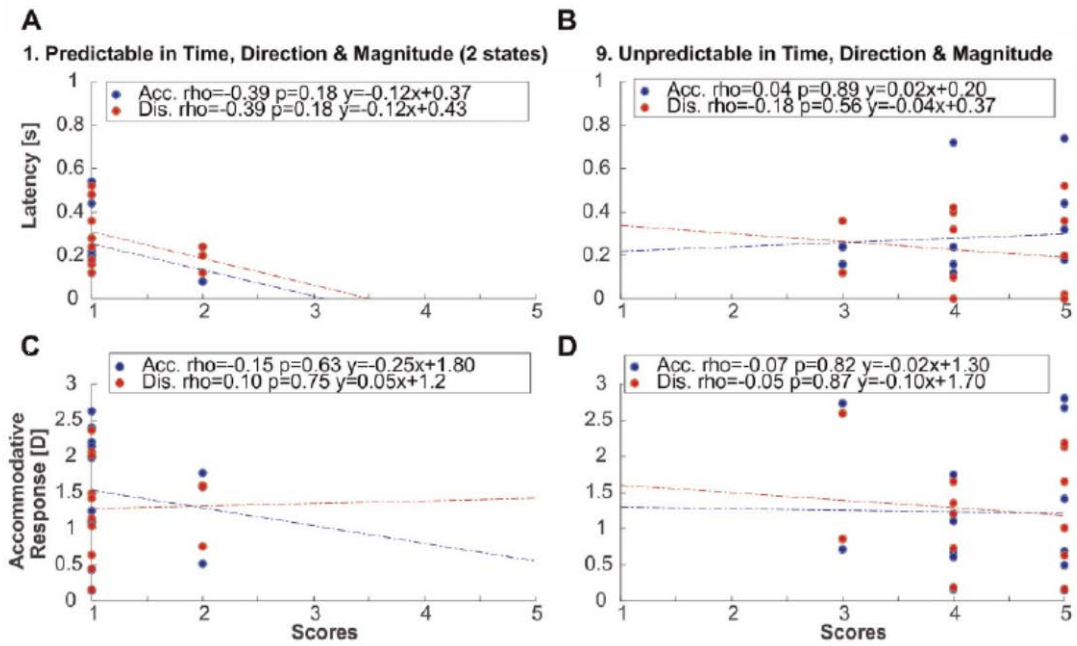 A
B
1. Predictable in Time, Direction & Magnitude (2 states)
9. Unpredictable in Time, Direction & Magnitude
Acc. rho=-0.39 p=0.18 y=-0.12x+0.37
Dis. rho=-0.39 p=0.18 y=-0.12x+0.43
Acc. rho=0.04 p=0.89 y=0.02x+0.20
Dis. rho=-0.18 p=0.56 y=-0.04x+0.37
Latency [s]
1
0.8
0.6
0.4
0.2
0
1 2 3 4 5
1
0.8
0.6
0.4
0.2
0
1 2 3 4 5
C
D
Acc. rho=-0.15 p=0.63 y=-0.25x+1.80
Dis. rho=0.10 p=0.75 y=0.05x+1.2
Acc. rho=-0.07 p=0.82 y=-0.02x+1.30
Dis. rho=-0.05 p=0.87 y=-0.10x+1.70
Accommodative
Response [D]
3
2.5
2
1.5
1
0.5
0
1 2 3 4 5
Scores
3
2.5
2
1.5
1
0.5
0
1 2 3 4 5
Scores